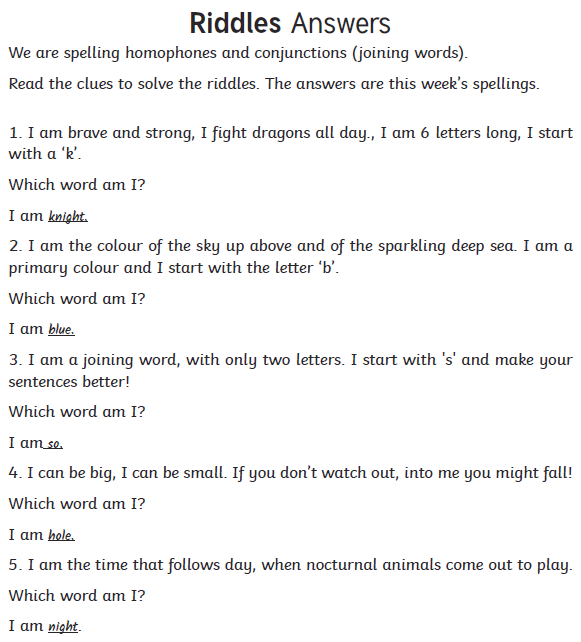 Riddles Answers
We are spelling homophones and conjunctions (joining words).
Read the clues to solve the riddles. The answers are this week's spellings.
1. I am brave and strong, I fight dragons all day., I am 6 letters long, I start
with a 'k'.
Which word am I?
I am knight.
2. I am the colour of the sky up above and of the sparkling deep sea. I am a
primary colour and I start with the letter 'b'.
Which word am I?
I am blue.
3. I am a joining word, with only two letters. I start with 's' and make your
sentences better!
Which word am I?
I am so.
4. I can be big, I can be small. If you don't watch out, into me you might fall!
Which word am I?
I am hole.
5. I am the time that follows day, when nocturnal animals come out to play.
Which word am I?
I am night.